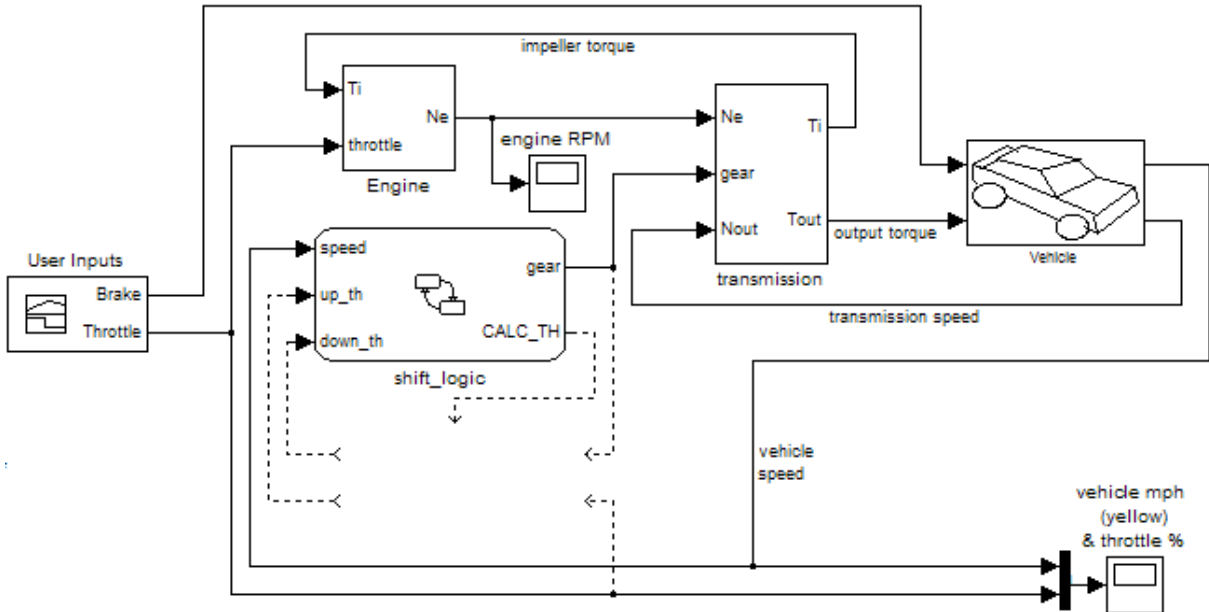 impeller torque
Ti
Ne
throttle
Engine
engine RPM
Ne
Ti
gear
Nout
Tout
transmission
output torque
Vehicle
transmission speed
User Inputs
Brake
Throttle
speed
gear
up_th
CALC_TH
down_th
shift_logic
vehicle
speed
vehicle mph
(yellow)
& throttle %